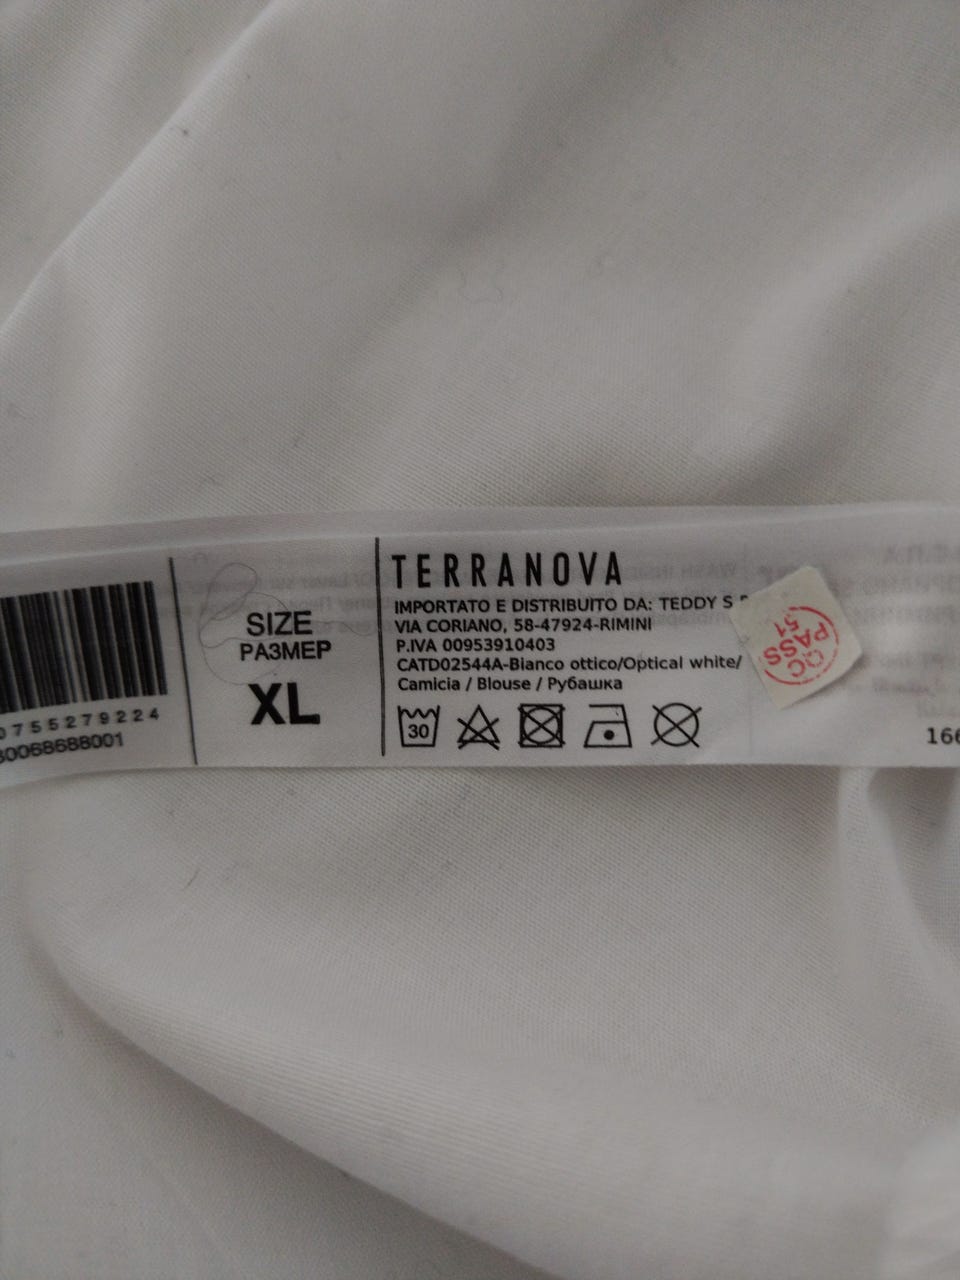 0755279224
80068688001
SIZE
РАЗМЕР
XL
TERRANOVA
IMPORTATO E DISTRIBUITO DA: TEDDY S
VIA CORIANO, 58-47924-RIMINI
P.IVA 00953910403
CATD02544A-Bianco ottico/Optical white/
Camicia / Blouse / Рубашка
30
QC
PASS
51
166